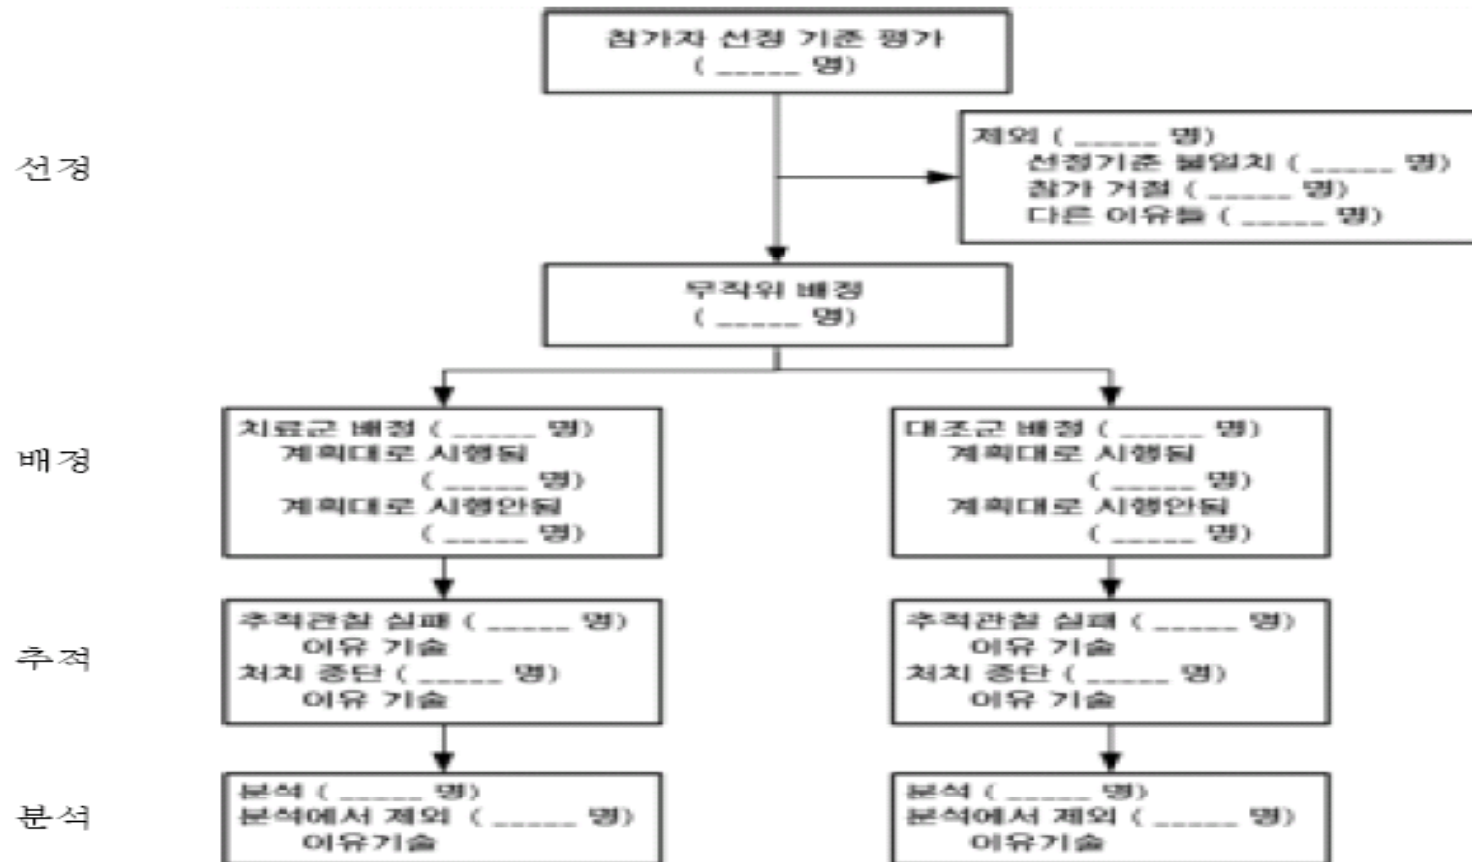 참가자 선정 기준 평가
( _____ 명)
선정
제외 ( _____ 명)
선정기준 불일치 ( _____ 명)
참가 거절 ( _____ 명)
다른 이유들 ( _____ 명)
무작위 배정
( _____ 명)
배정
치료군 배정 ( _____ 명)
계획대로 시행됨
( _____ 명)
계획대로 시행안됨
( _____ 명)
대조군 배정 ( _____ 명)
계획대로 시행됨
( _____ 명)
계획대로 시행안됨
( _____ 명)
추적
추적관찰 실패 ( _____ 명)
이유 기술
처치 중단 ( _____ 명)
이유 기술
추적관찰 실패 ( _____ 명)
이유 기술
처치 중단 ( _____ 명)
이유 기술
분석
분석 ( _____ 명)
분석에서 제외 ( _____ 명)
이유기술
분석 ( _____ 명)
분석에서 제외 ( _____ 명)
이유기술